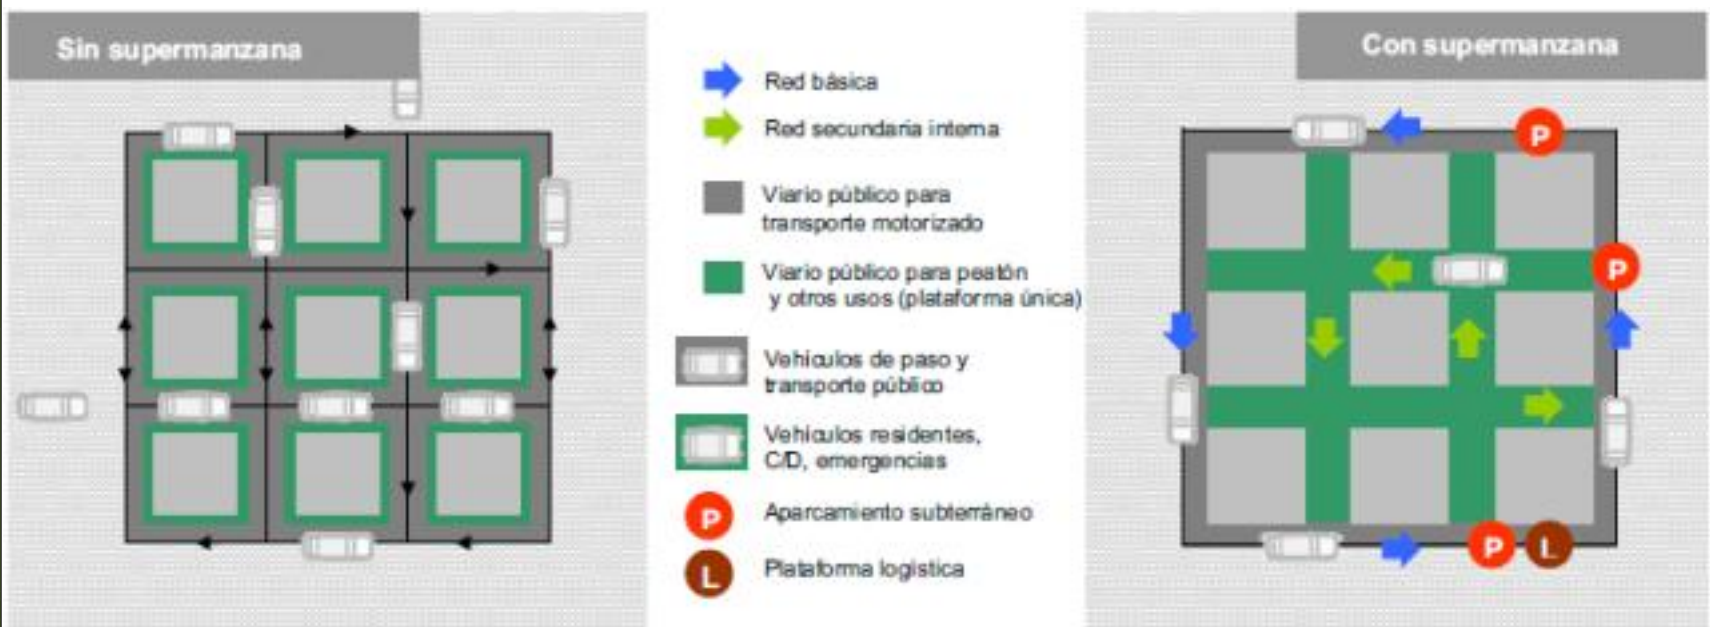 Sin supermanzana
Red básica
Red secundaria interna
Viario público para
transporte motorizado
Viario público para peatón
y otros usos (plataforma única)
Vehículos de paso y
transporte público
Vehículos residentes,
C/D, emergencias
P
Aparcamiento subterráneo
L
Plataforma logística
Con supermanzana
P
P
P
L